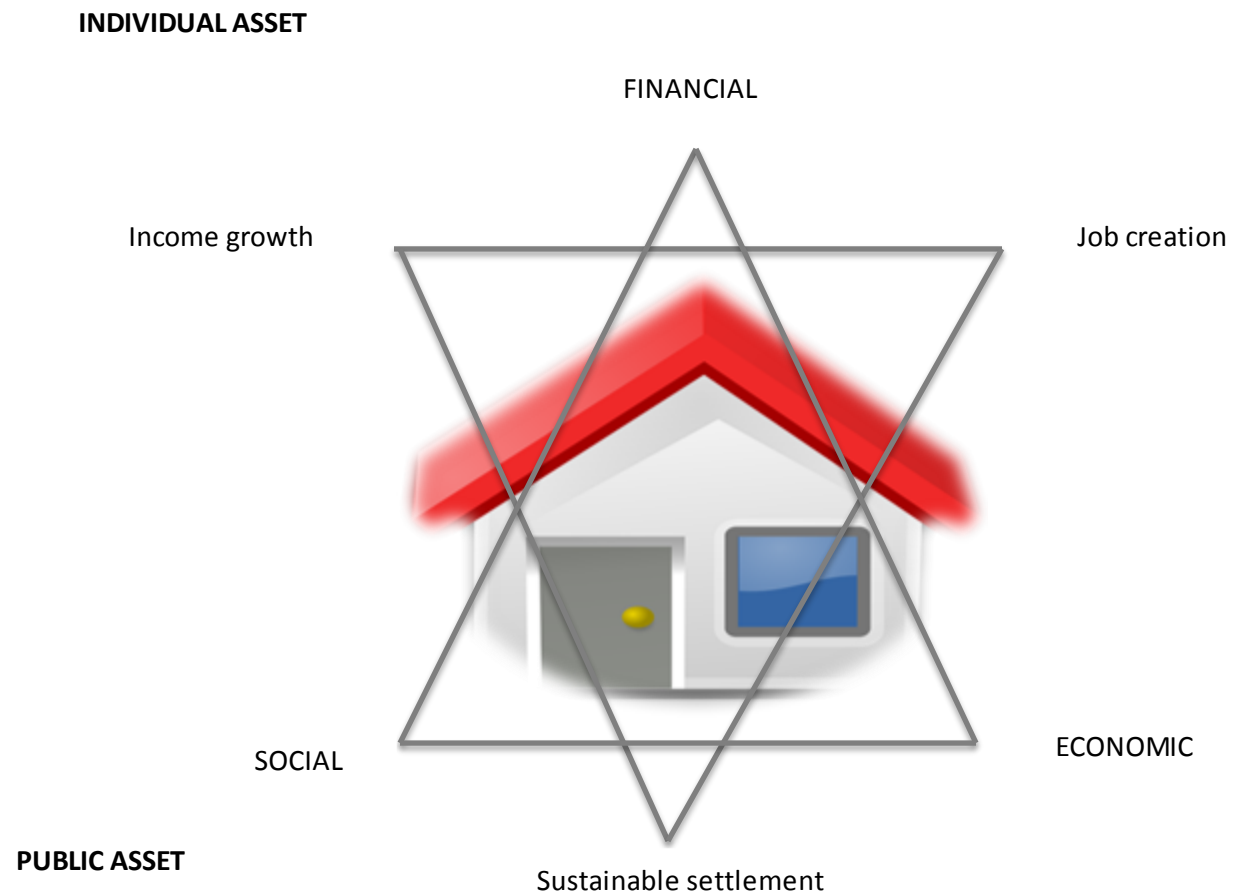 INDIVIDUAL ASSET
FINANCIAL
Income growth
Job creation
SOCIAL
ECONOMIC
PUBLIC ASSET
Sustainable settlement